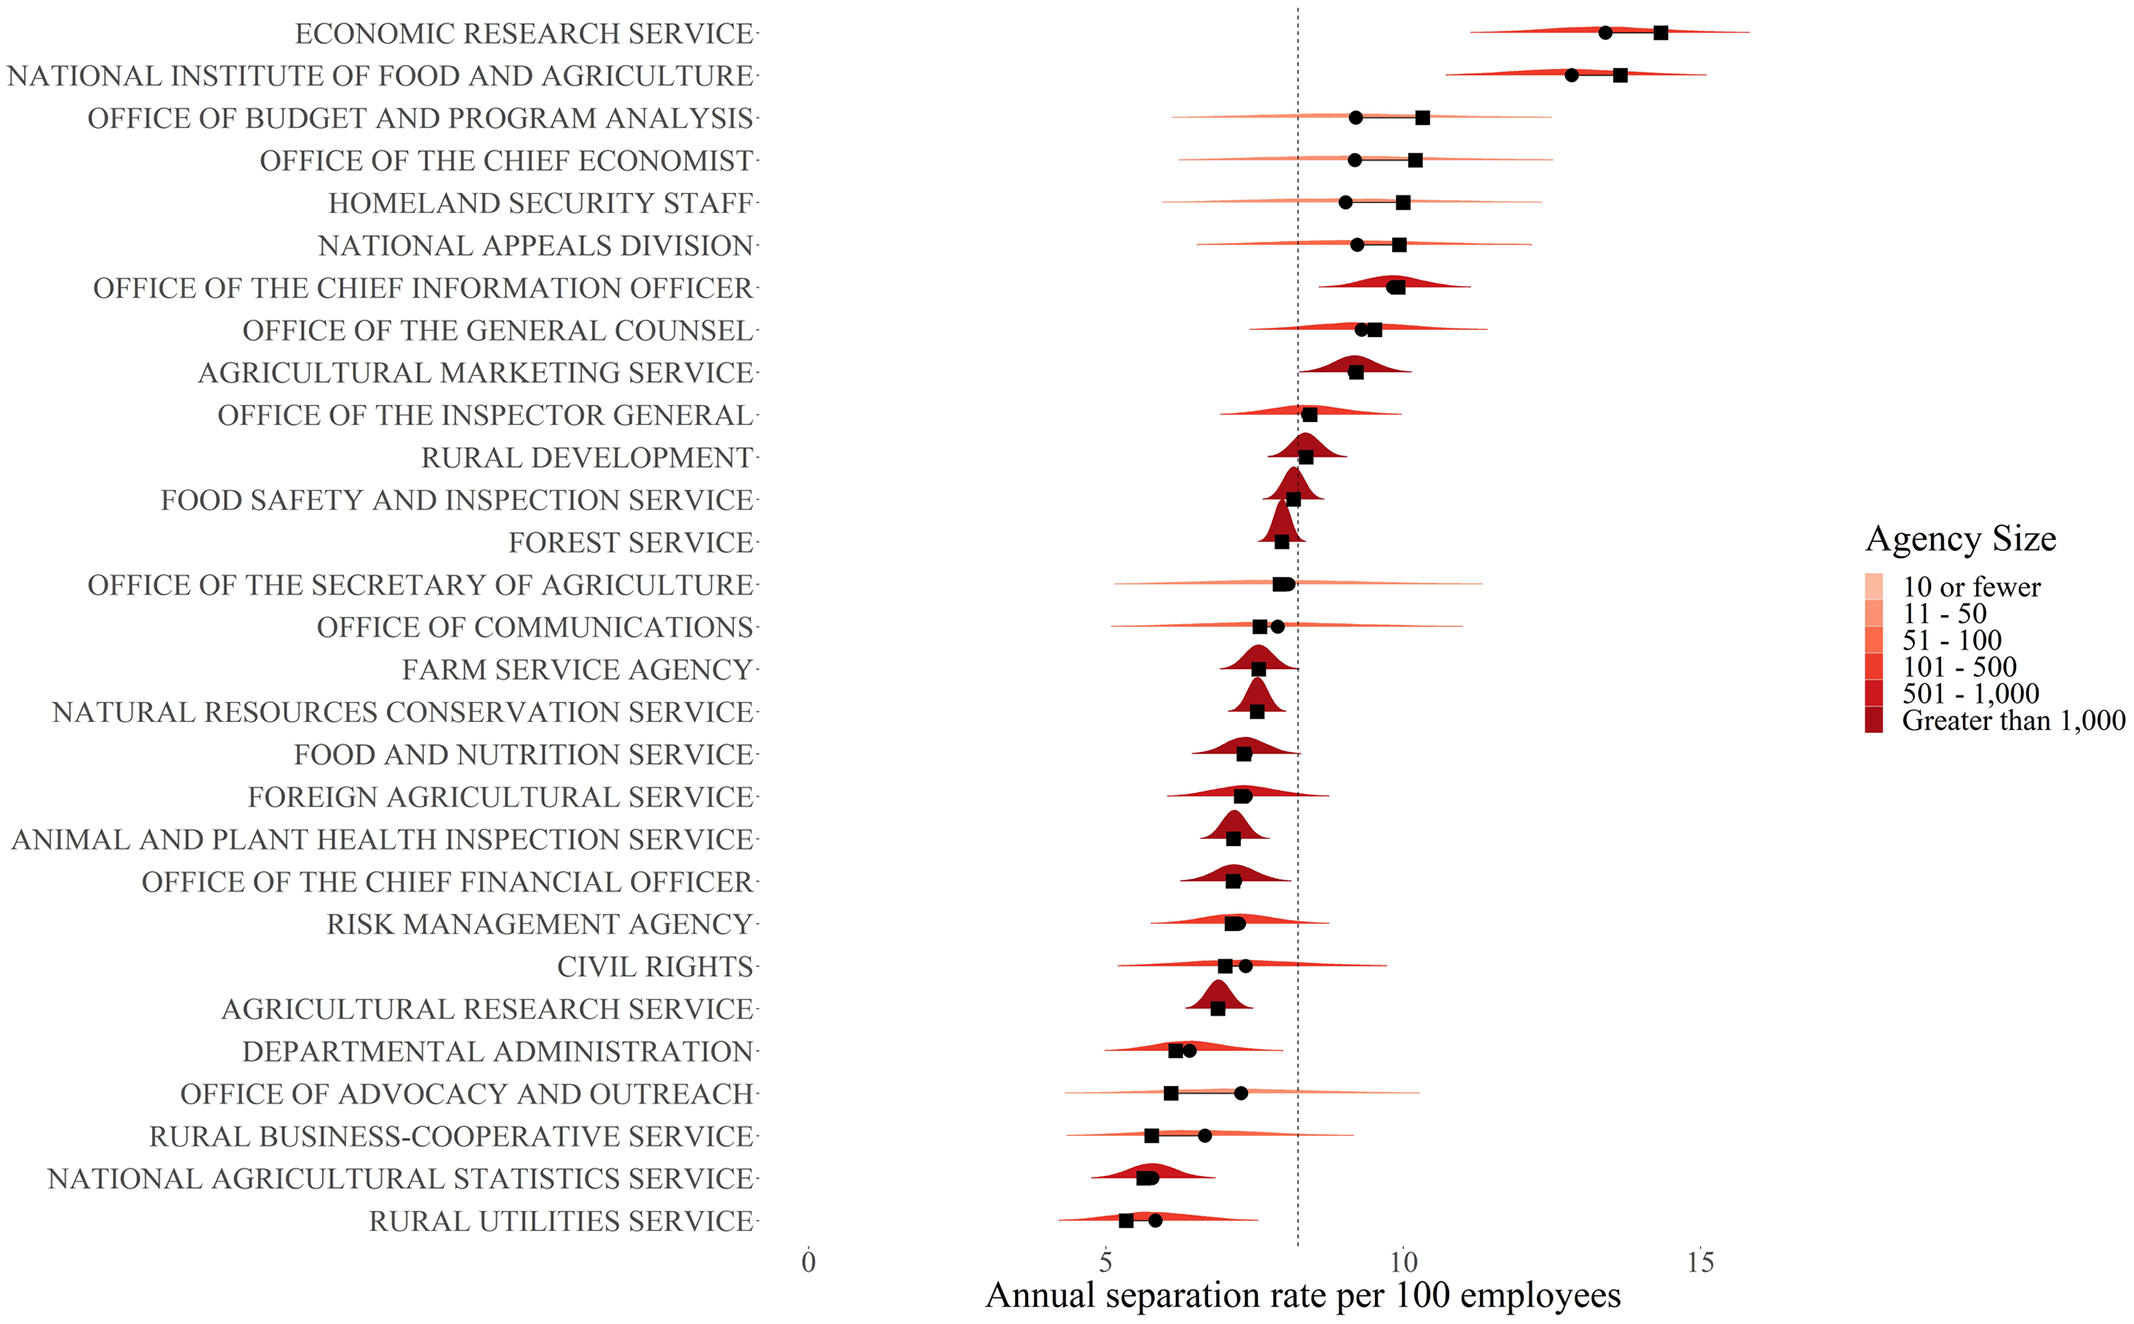 ECONOMIC RESEARCH SERVICE
NATIONAL INSTITUTE OF FOOD AND AGRICULTURE
OFFICE OF BUDGET AND PROGRAM ANALYSIS
OFFICE OF THE CHIEF ECONOMIST
HOMELAND SECURITY STAFF
NATIONAL APPEALS DIVISION
OFFICE OF THE CHIEF INFORMATION OFFICER
OFFICE OF THE GENERAL COUNSEL
AGRICULTURAL MARKETING SERVICE
OFFICE OF THE INSPECTOR GENERAL
RURAL DEVELOPMENT
FOOD SAFETY AND INSPECTION SERVICE
FOREST SERVICE
OFFICE OF THE SECRETARY OF AGRICULTURE
OFFICE OF COMMUNICATIONS
FARM SERVICE AGENCY
NATURAL RESOURCES CONSERVATION SERVICE
FOOD AND NUTRITION SERVICE
FOREIGN AGRICULTURAL SERVICE
ANIMAL AND PLANT HEALTH INSPECTION SERVICE
OFFICE OF THE CHIEF FINANCIAL OFFICER
RISK MANAGEMENT AGENCY
CIVIL RIGHTS
AGRICULTURAL RESEARCH SERVICE
DEPARTMENTAL ADMINISTRATION
OFFICE OF ADVOCACY AND OUTREACH
RURAL BUSINESS-COOPERATIVE SERVICE
NATIONAL AGRICULTURAL STATISTICS SERVICE
RURAL UTILITIES SERVICE
0 5 10 15
Annual separation rate per 100 employees
Agency Size
10 or fewer
11 - 50
51 - 100
101 - 500
501 - 1,000
Greater than 1,000